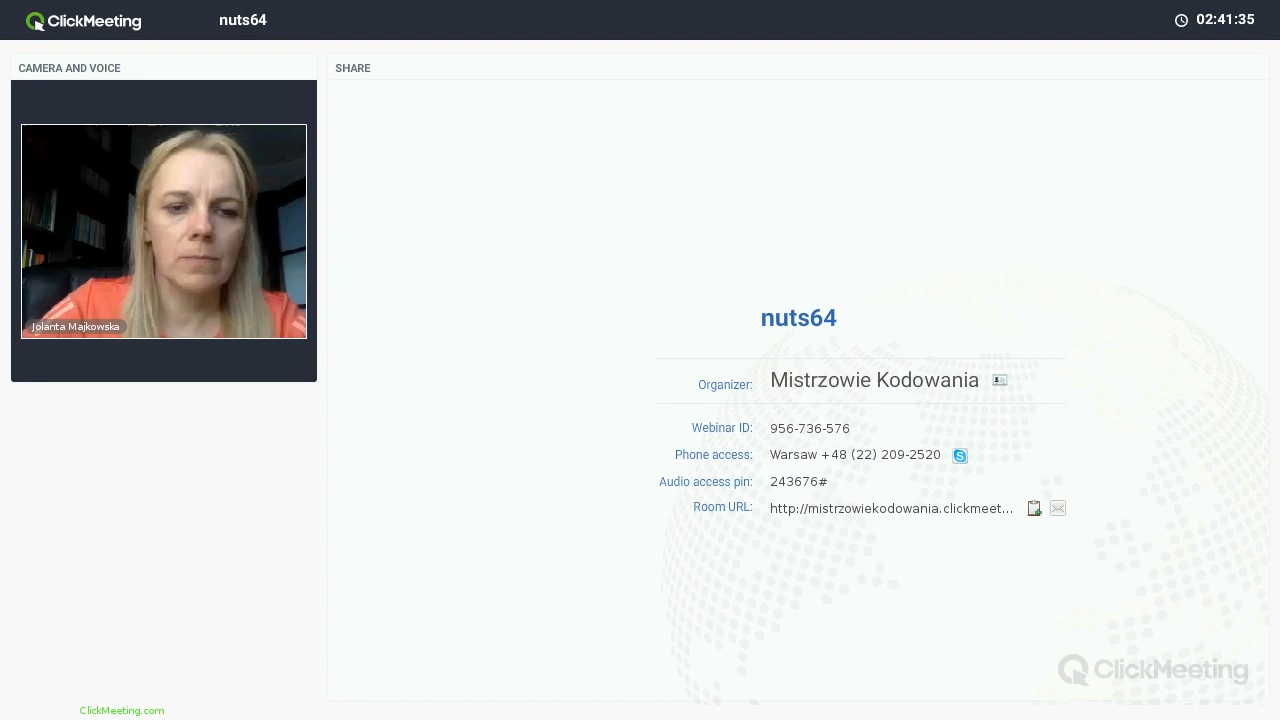 ClickMeeting
nuts64
02:41:35
CAMERA AND VOICE
Jolanta Majkowska
SHARE
nuts64
Organizer: Mistrzowie Kodowania
Webinar ID: 956-736-576
Phone access: Warsaw +48 (22) 209-2520
Audio access pin: 243676#
Room URL: http://mistrzowiekodowania.clickmeet...
ClickMeeting
ClickMeeting.com